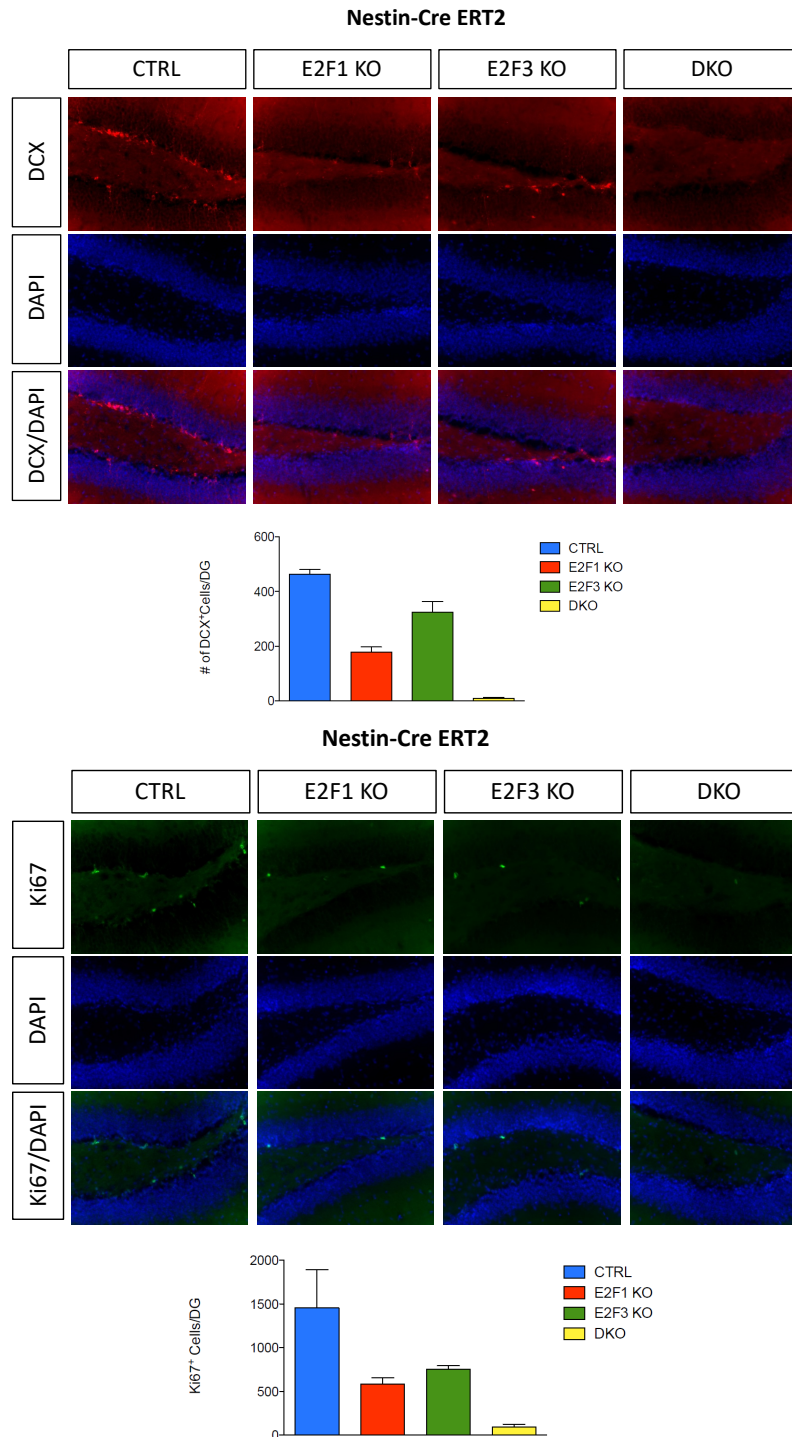 Nestin-Cre ERT2
CTRL E2F1 KO E2F3 KO DKO
DCX
DAPI
DCX/DAPI
600
400
200
0
# of DCX⁺Cells/DG
CTRL
E2F1 KO
E2F3 KO
DKO
Nestin-Cre ERT2
CTRL E2F1 KO E2F3 KO DKO
Ki67
DAPI
Ki67/DAPI
2000
1500
1000
500
0
Ki67⁺ Cells/DG
CTRL
E2F1 KO
E2F3 KO
DKO